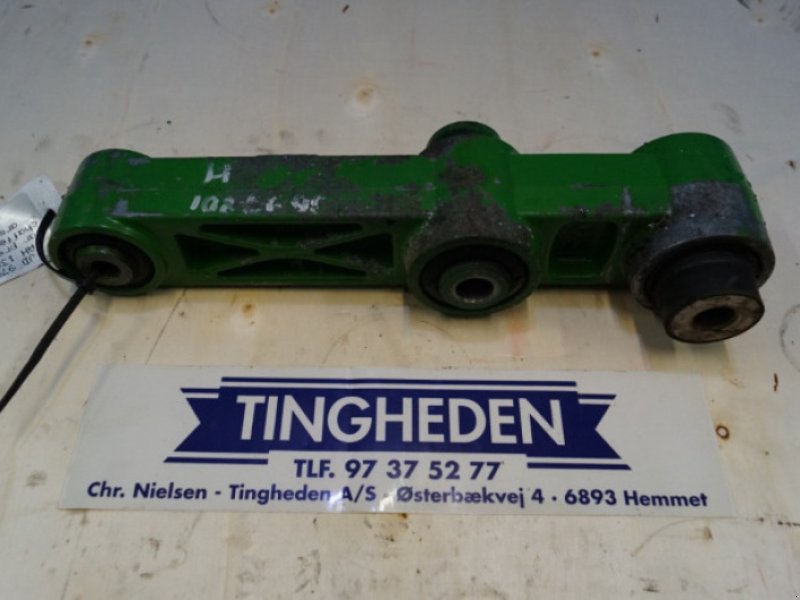 H
TINGHEDEN
TLF. 97 37 52 77
Chr. Nielsen - Tingheden A/S - Østerbækvej 4 · 6893 Hemmet